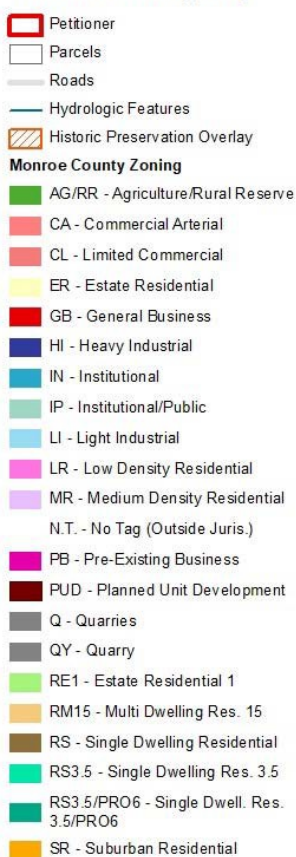 Petitioner
Parcels
Roads
Hydrologic Features
Historic Preservation Overlay
Monroe County Zoning
AG/RR - Agriculture/Rural Reserve
CA - Commercial Arterial
CL - Limited Commercial
ER - Estate Residential
GB - General Business
HI - Heavy Industrial
IN - Institutional
IP - Institutional/Public
LI - Light Industrial
LR - Low Density Residential
MR - Medium Density Residential
N.T. - No Tag (Outside Juris.)
PB - Pre-Existing Business
PUD - Planned Unit Development
Q - Quarries
QY - Quarry
RE1 - Estate Residential 1
RM15 - Multi Dwelling Res. 15
RS - Single Dwelling Residential
RS3.5 - Single Dwelling Res. 3.5
RS3.5/PRO6 - Single Dwell. Res.
3.5/PRO6
SR - Suburban Residential